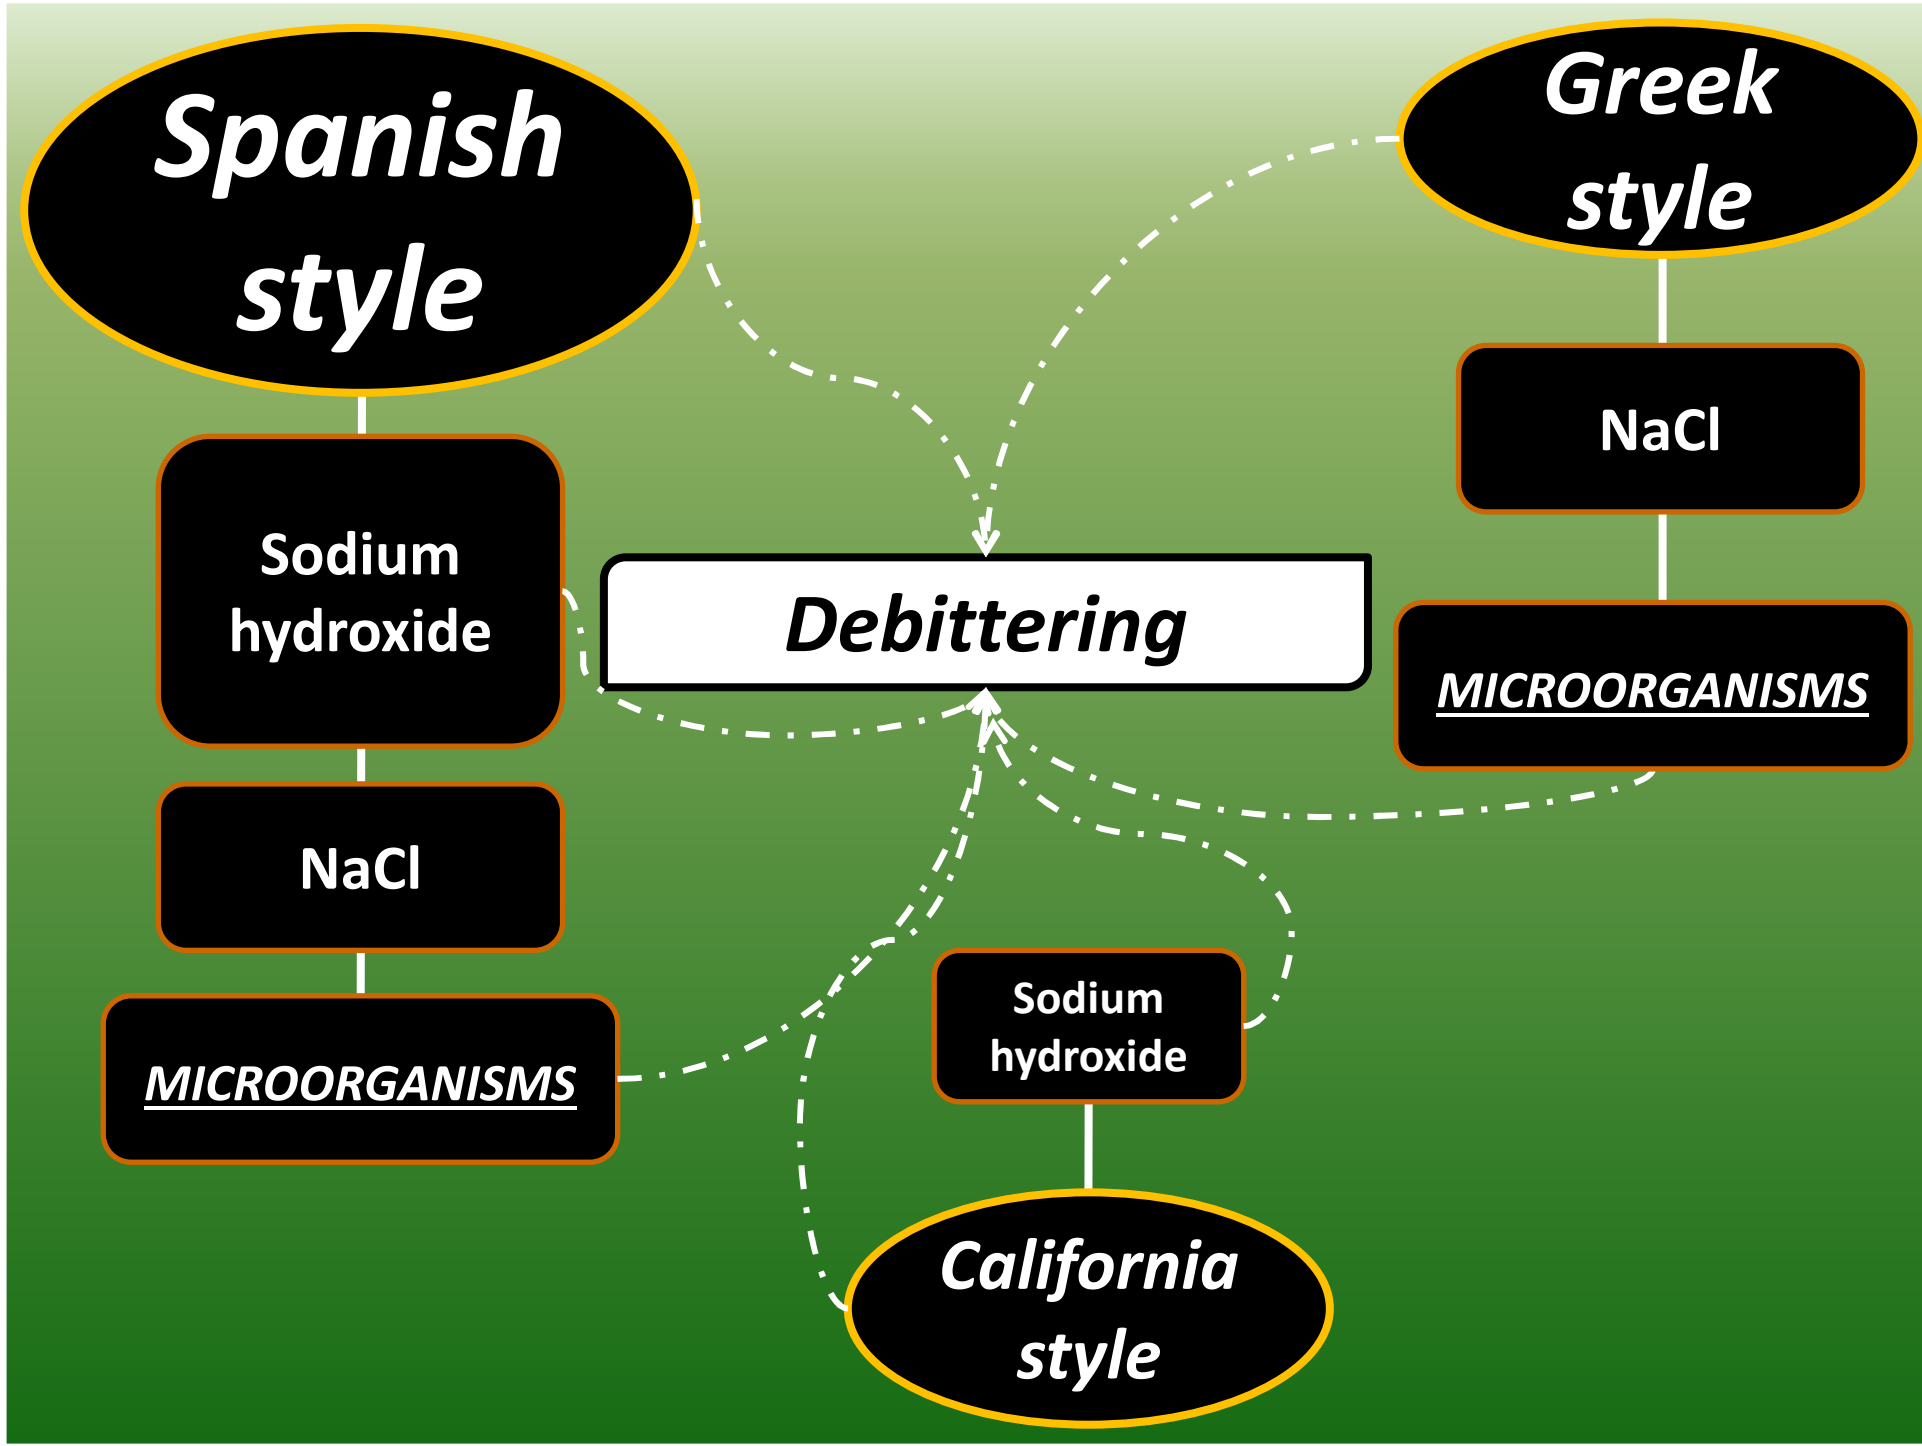 Spanish
style
Sodium
hydroxide
NaCl
MICROORGANISMS
Debittering
Greek
style
NaCl
MICROORGANISMS
Sodium
hydroxide
California
style